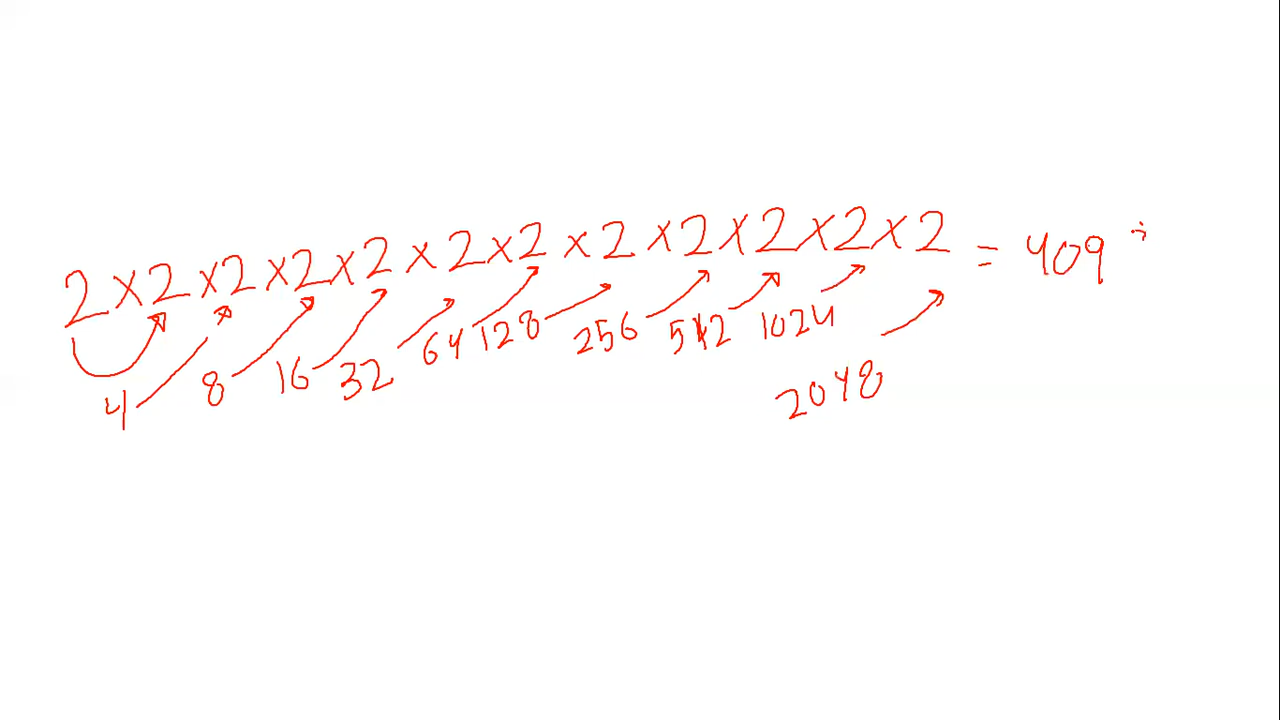 2 × 2 × 2 × 2 × 2 × 2 × 2 × 2 × 2 × 2 × 2 × 2 = 409
4 8 16 32 64 128 256 512 1024
2048